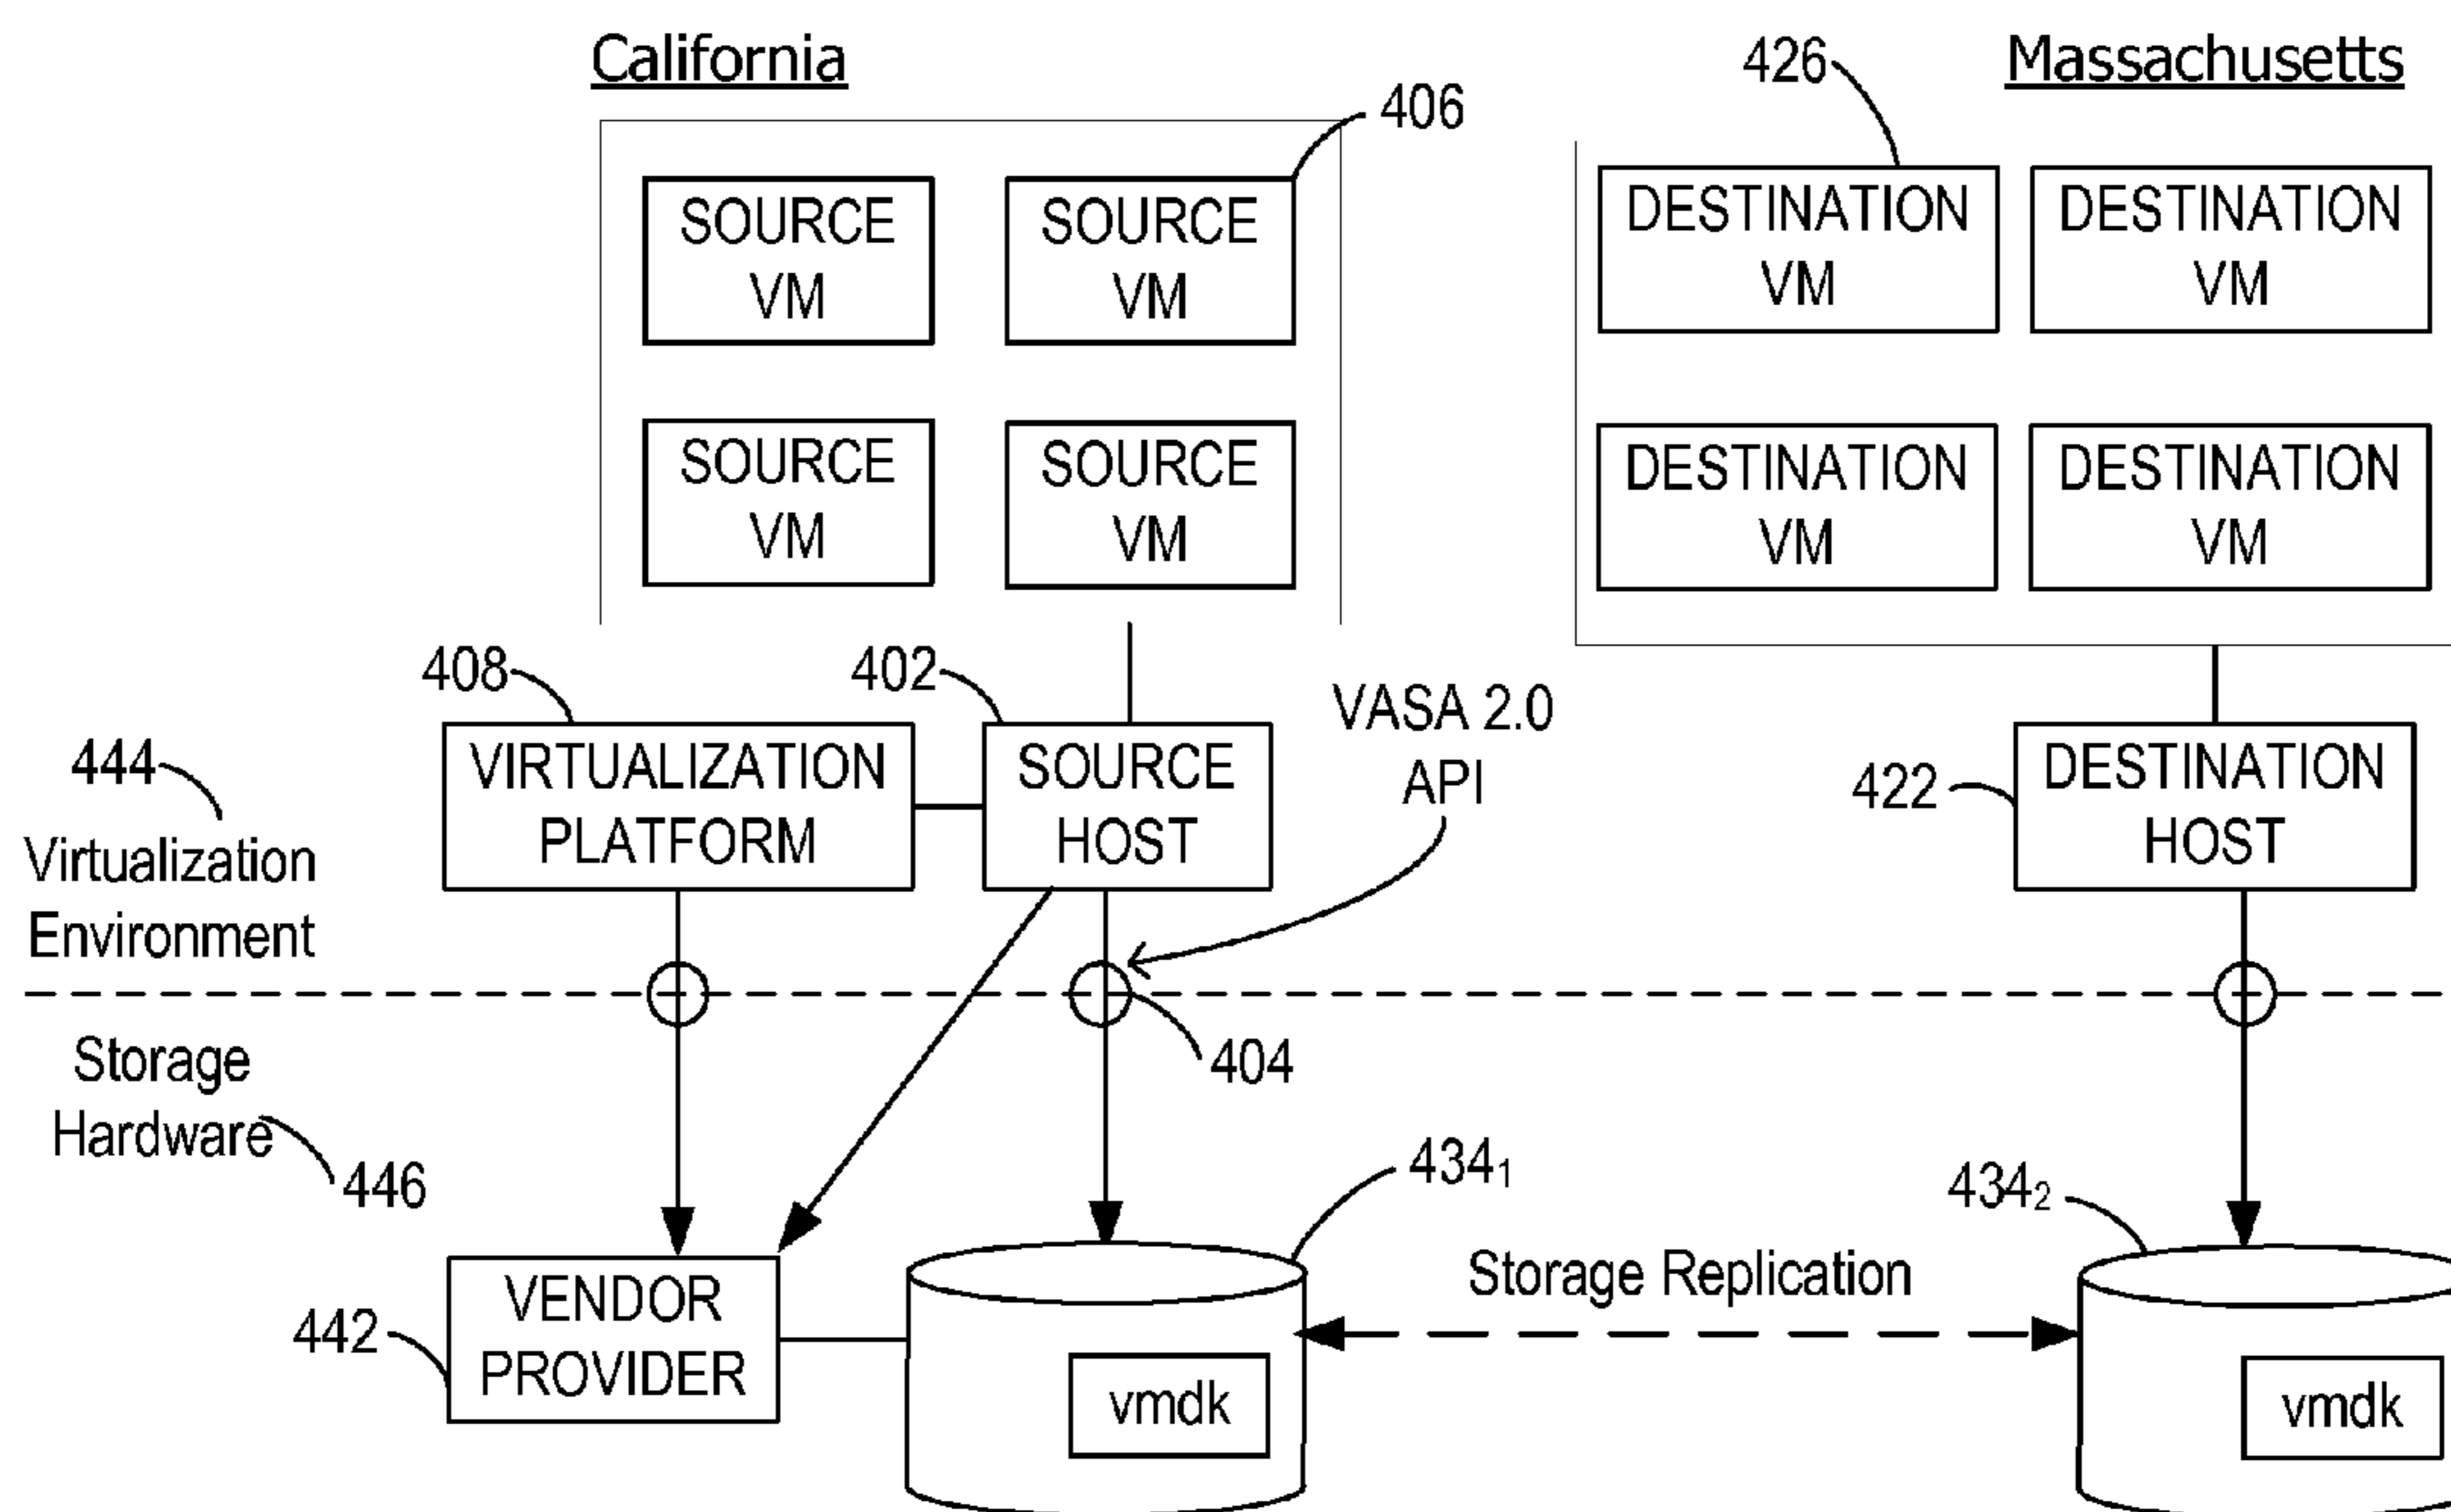 California
426
Massachusetts
406
SOURCE
VM
SOURCE
VM
DESTINATION
VM
DESTINATION
VM
SOURCE
VM
SOURCE
VM
DESTINATION
VM
DESTINATION
VM
408
402
VASA 2.0
API
444
Virtualization
Environment
VIRTUALIZATION
PLATFORM
SOURCE
HOST
422
DESTINATION
HOST
Storage
Hardware
446
404
434₁
434₂
Storage Replication
442
VENDOR
PROVIDER
vmdk
vmdk